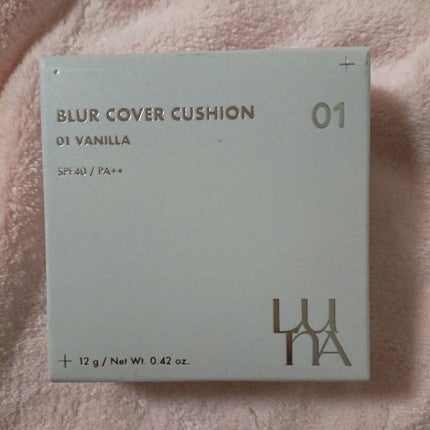 BLUR COVER CUSHION
01
01 VANILLA
SPF40 / PA++
LUNA
12 g / Net Wt. 0.42 oz.